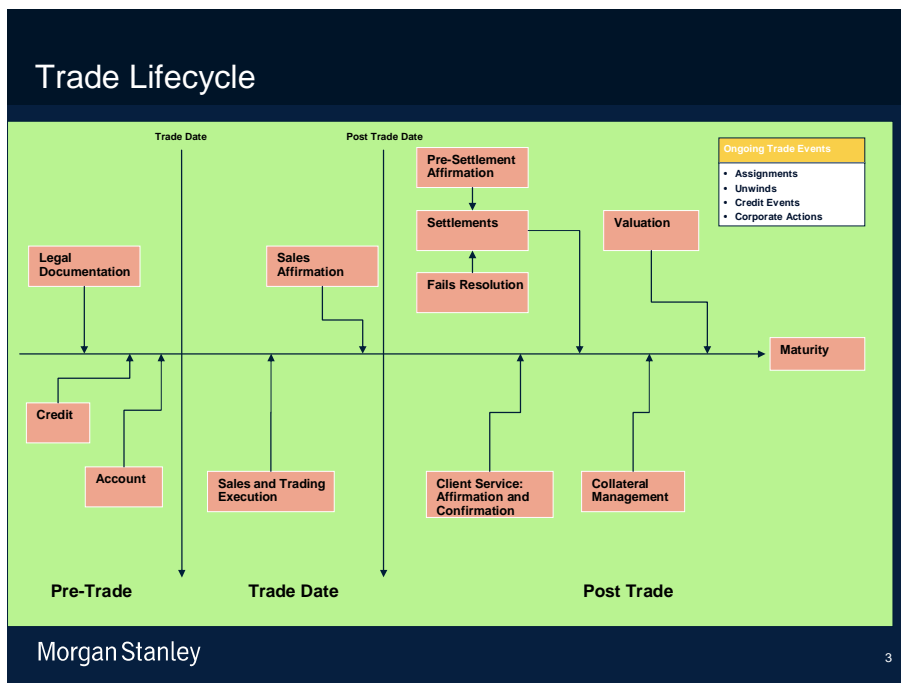 Trade Lifecycle
Trade Date
Post Trade Date
Pre-Settlement
Affirmation
Ongoing Trade Events
▪ Assignments
▪ Unwinds
▪ Credit Events
▪ Corporate Actions
Settlements
Valuation
Legal
Documentation
Sales
Affirmation
Fails Resolution
Maturity
Credit
Account
Sales and Trading
Execution
Client Service:
Affirmation and
Confirmation
Collateral
Management
Pre-Trade
Trade Date
Post Trade
Morgan Stanley
3